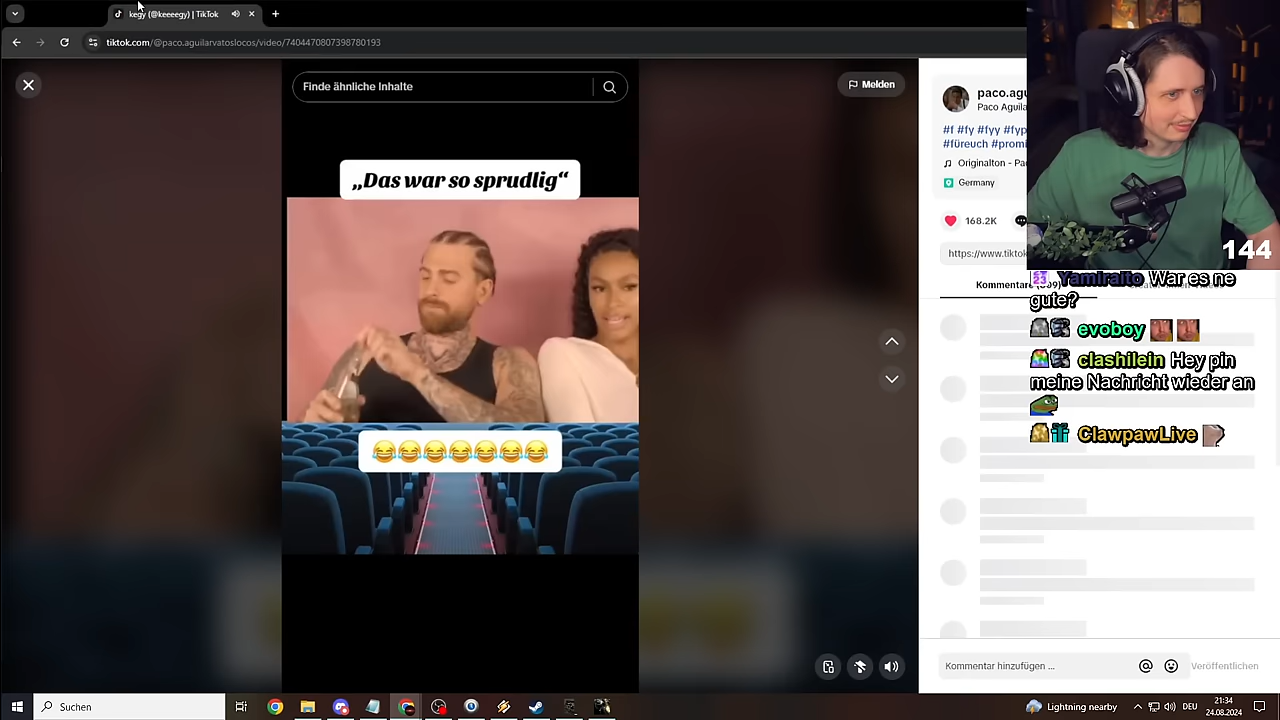 kegy (@keeeegy) | TikTok
tiktok.com/@paco.aguilarvatoslocos/video/7404470807398780193
Finde ähnliche Inhalte
Melden
„Das war so sprudlig“
😂😂😂😂😂😂😂
paco.agu
Paco Aguila
#f #fy #fyy #fyp
#füreuch #promi
Originalton - Pa
Germany
168.2K
https://www.tiktok
144
Yamiraito War es ne
gute?
evoboy
clashilein Hey pin
meine Nachricht wieder an
ClawpawLive
Kommentar hinzufügen ...
Veröffentlichen
Suchen
Lightning nearby
DEU
21:34
24.08.2024